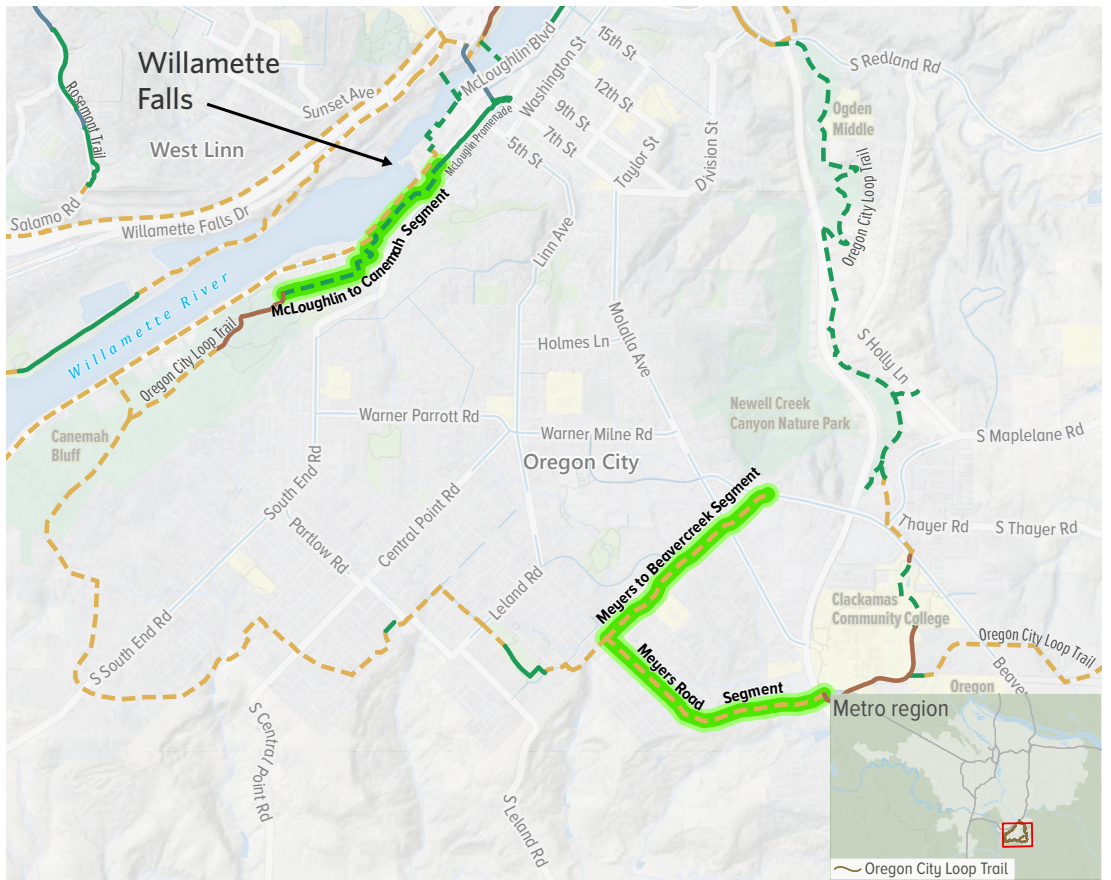 Willamette
Falls
McLoughlin Blvd
15th St
Washington St
12th St
9th St
7th St
5th St
Taylor St
Division St
S Redland Rd
Ogden
Middle
Rosemont Trail
Sunset Ave
West Linn
McLouglin Promenade
Salamo Rd
Willamette Falls Dr
Oregon City Loop Trail
McLoughlin to Canemah Segment
Linn Ave
Willamette River
Oregon City Loop Trail
Molalla Ave
Holmes Ln
S Holly Ln
Newell Creek
Canyon Nature Park
Warner Parrott Rd
Warner Milne Rd
S Maplelane Rd
Canemah
Bluff
Oregon City
South End Rd
Central Point Rd
Partlow Rd
Meyers to Beavercreek Segment
Thayer Rd
S Thayer Rd
Leland Rd
Clackamas
Community College
S South End Rd
Meyers Road
Segment
Oregon City Loop Trail
Beaver
Oregon
S Central Point Rd
S Leland Rd
Metro region
Oregon City Loop Trail